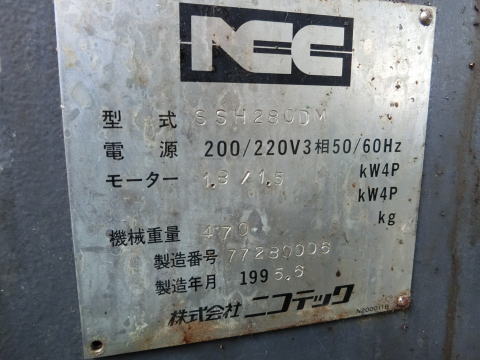 NCC
型式 SSH280DM
電源 200/220V3相50/60Hz
モーター 1.8/1.5 kW4P
kW4P
機械重量 470 kg
製造番号 77280006
製造年月 1995.6
株式会社 ニコテック
N2000116